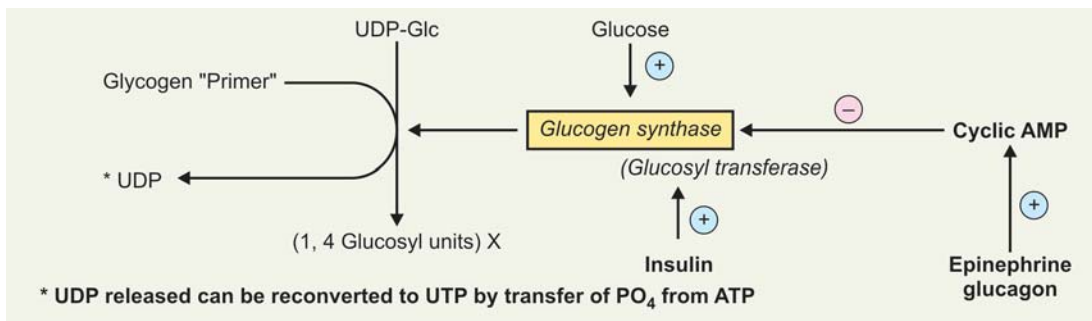 UDP-Glc
Glucose
Glycogen "Primer"
+
−
Glucogen synthase
Cyclic AMP
(Glucosyl transferase)
* UDP
+
+
(1, 4 Glucosyl units) X
Insulin
Epinephrine
glucagon
* UDP released can be reconverted to UTP by transfer of PO₄ from ATP